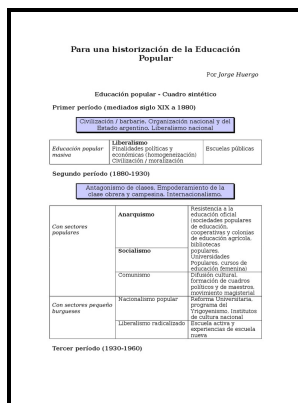 Para una historización de la Educación
Popular
Por Jorge Huergo
Educación popular - Cuadro sintético
Primer período (mediados siglo XIX a 1880)
Civilización / barbarie. Organización nacional y del
Estado argentino. Liberalismo nacional
Educación popular
masiva
Liberalismo
Finalidades políticas y
económicas (homogeneización)
Civilización / moralización
Escuelas públicas
Segundo período (1880-1930)
Antagonismo de clases. Empoderamiento de la
clase obrera y campesina. Internacionalismo.
Con sectores
populares
Anarquismo
Resistencia a la
educación oficial
(sociedades populares
de educación,
cooperativas y colonias
de educación agrícola,
bibliotecas
Socialismo
populares.
Universidades
Populares, cursos de
educación femenina)
Comunismo
Difusión cultural,
formación de cuadros
políticos y de maestros,
movimiento magisterial
Con sectores pequeño
burgueses
Nacionalismo popular
Reforma Universitaria,
programa del
Yrigoyenismo. Institutos
de cultura nacional
Liberalismo radicalizado
Escuela activa y
experiencias de escuela
nueva
Tercer período (1930-1960)